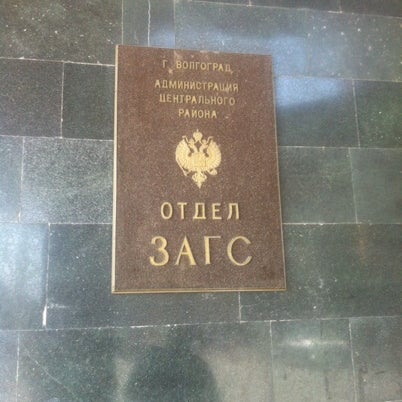 Г. ВОЛГОГРАД
АДМИНИСТРАЦИЯ
ЦЕНТРАЛЬНОГО
РАЙОНА
ОТДЕЛ
ЗАГС